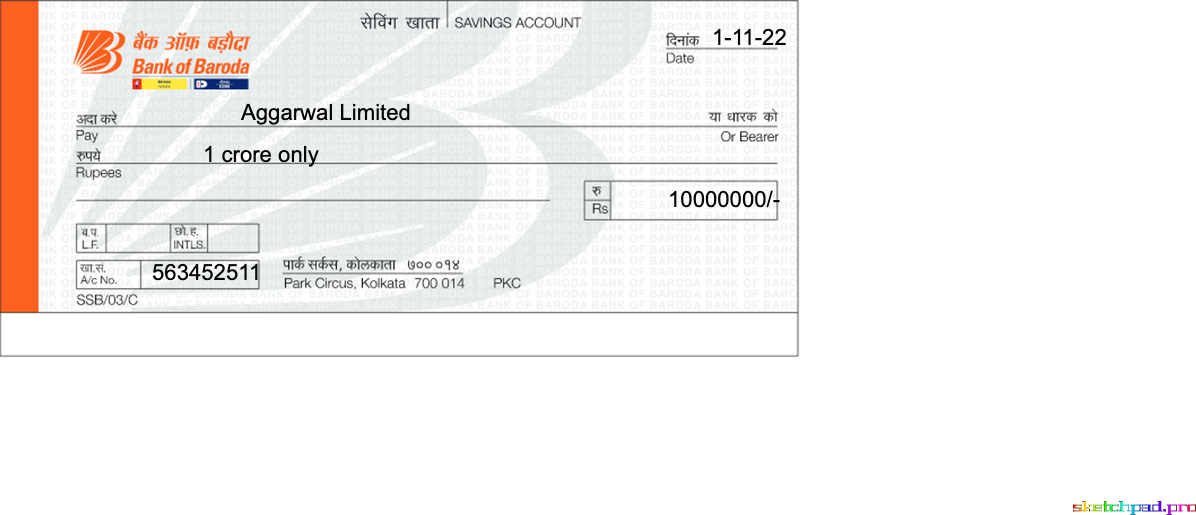 सेविंग खाता SAVINGS ACCOUNT
दिनांक 1-11-22
Date
बैंक ऑफ़ बड़ौदा
Bank of Baroda
अदा करे Aggarwal Limited या धारक को
Pay Or Bearer
रुपये 1 crore only
Rupees
रु 10000000/-
Rs
ब.प. छो.ह.
L.F. INTLS.
खा.सं. 563452511 पार्क सर्कस, कोलकाता ७०० ०१४
A/c No. Park Circus, Kolkata 700 014 PKC
SSB/03/C
sketchpad.pro